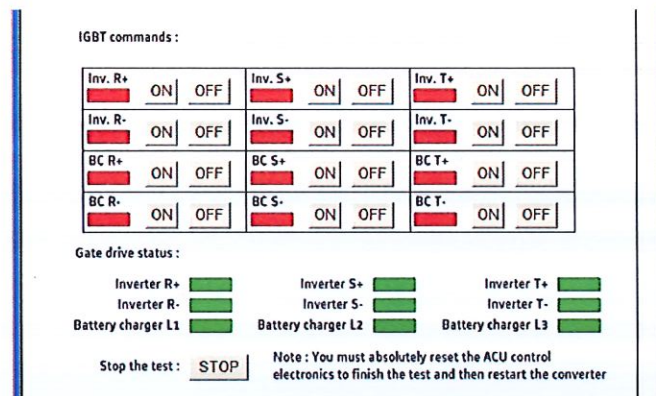 IGBT commands :
Inv. R+ ON OFF Inv. S+ ON OFF Inv. T+ ON OFF
Inv. R- ON OFF Inv. S- ON OFF Inv. T- ON OFF
BC R+ ON OFF BC S+ ON OFF BC T+ ON OFF
BC R- ON OFF BC S- ON OFF BC T- ON OFF
Gate drive status :
Inverter R+ Inverter S+ Inverter T+
Inverter R- Inverter S- Inverter T-
Battery charger L1 Battery charger L2 Battery charger L3
Stop the test : STOP Note : You must absolutely reset the ACU control
electronics to finish the test and then restart the converter